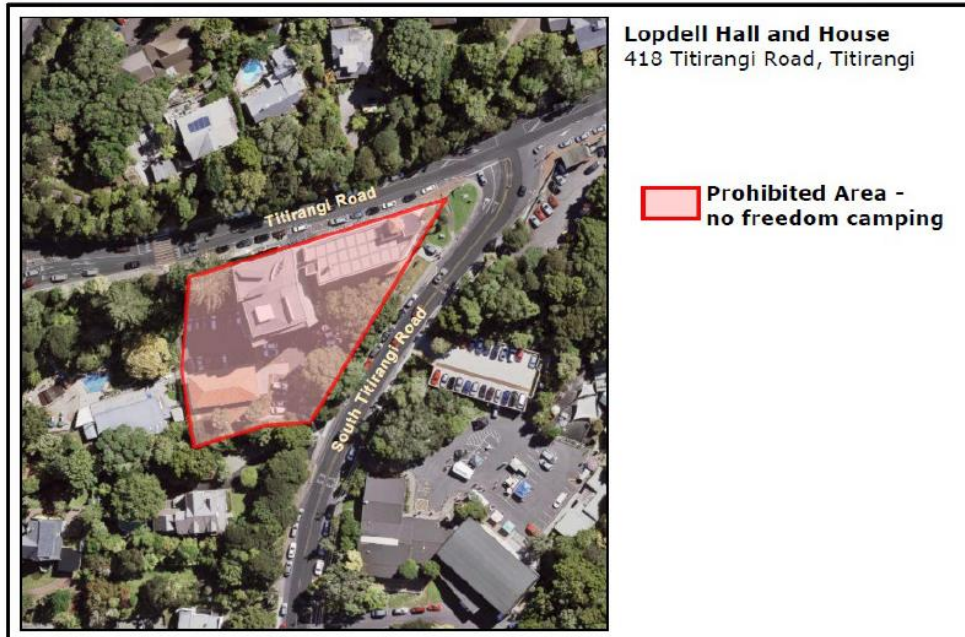 Lopdell Hall and House
418 Titirangi Road, Titirangi
Prohibited Area -
no freedom camping
Titirangi Road
South Titirangi Road